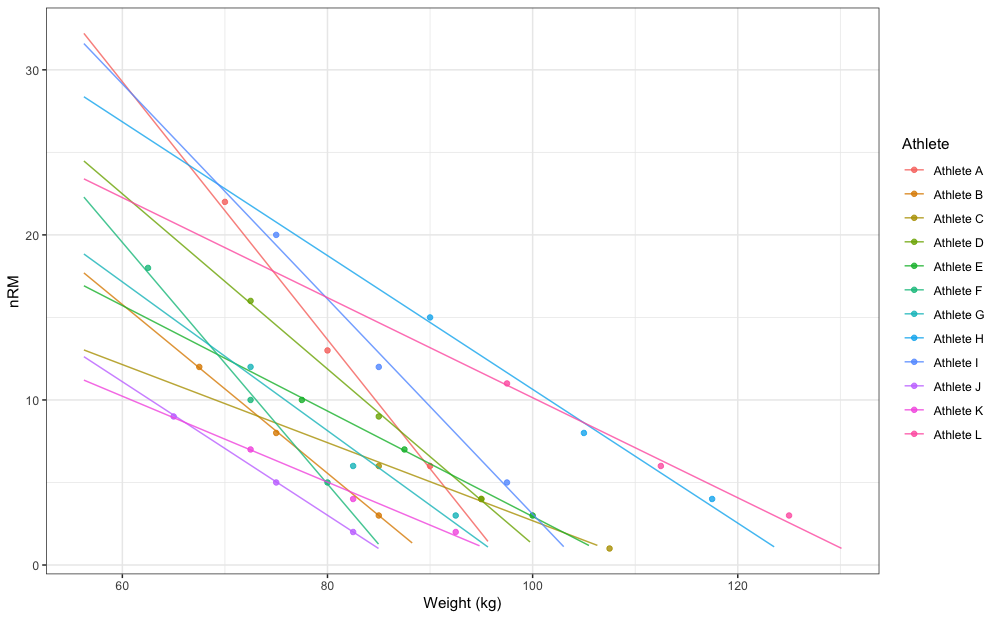 30
20
10
0
nRM
60
80
100
120
Weight (kg)
Athlete
Athlete A
Athlete B
Athlete C
Athlete D
Athlete E
Athlete F
Athlete G
Athlete H
Athlete I
Athlete J
Athlete K
Athlete L